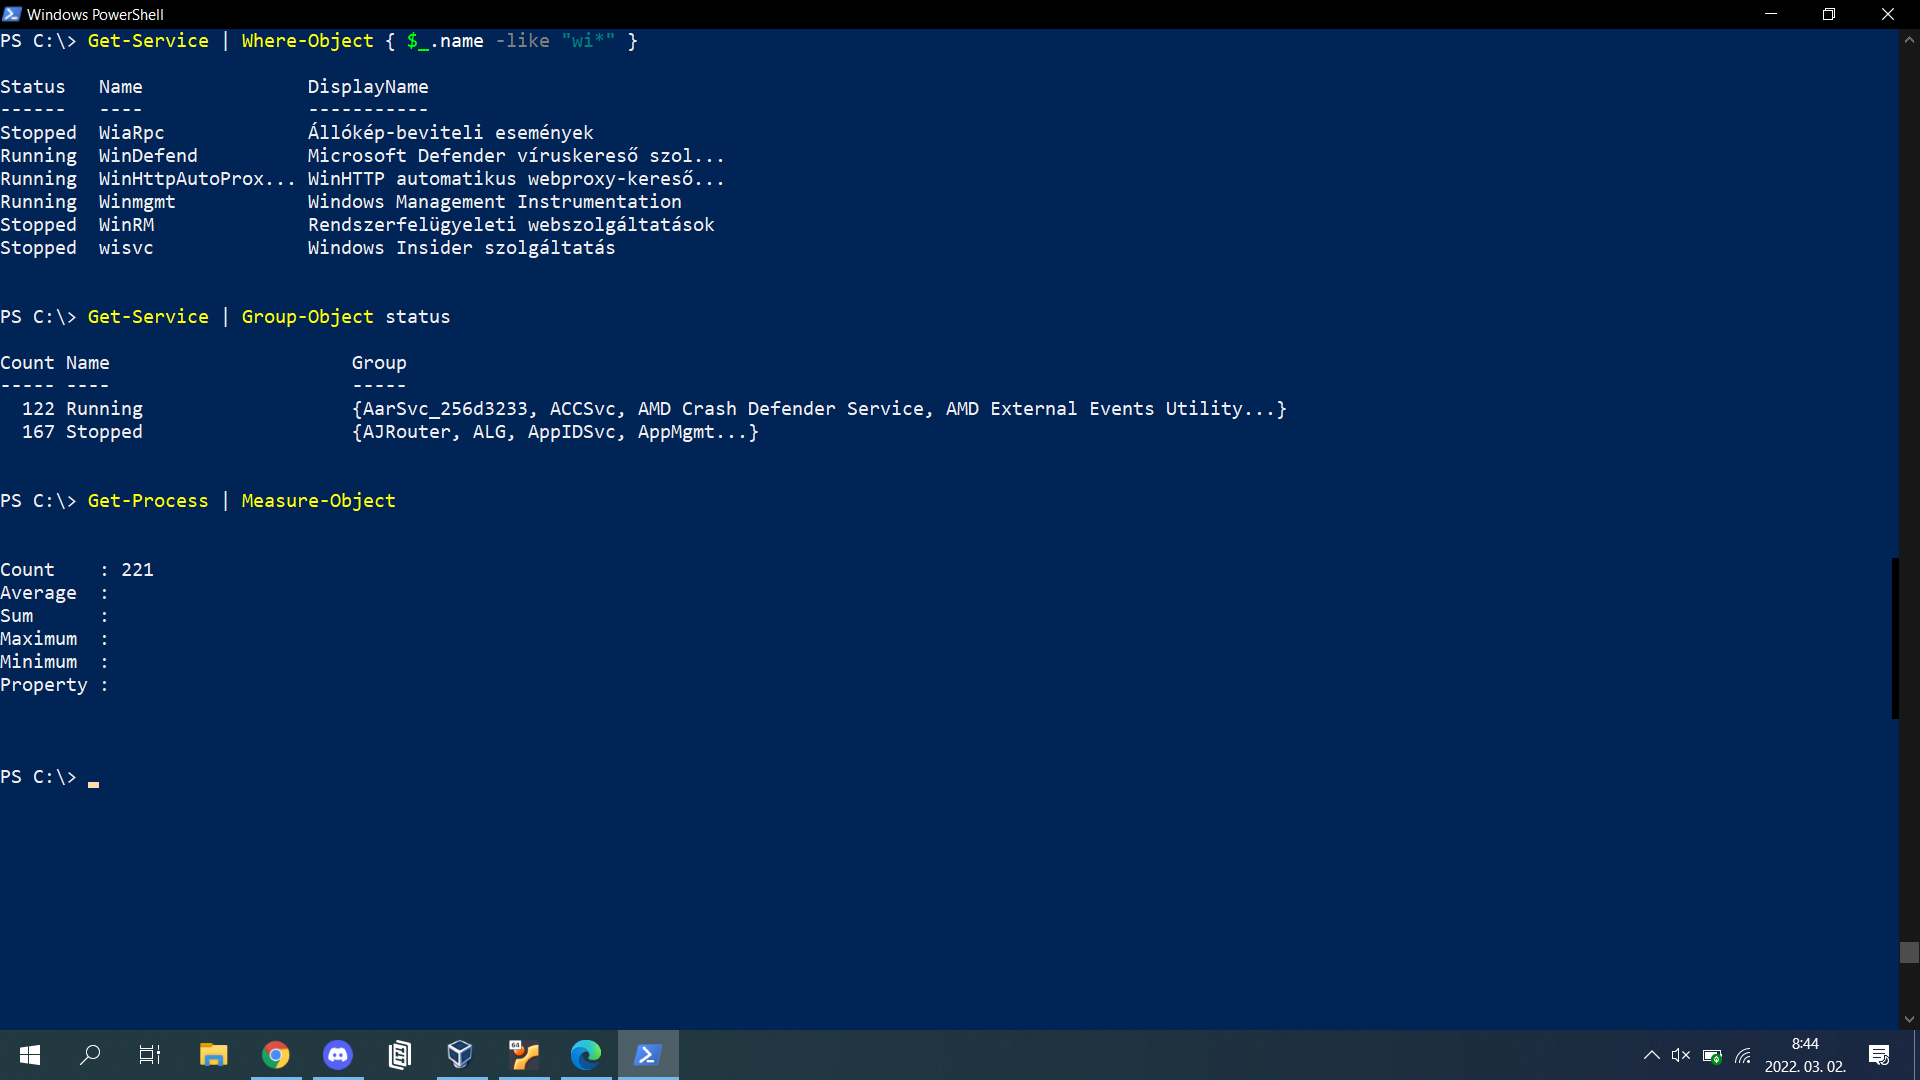 Windows PowerShell
PS C:\> Get-Service | Where-Object { $_.name -like "wi*" }
Status   Name               DisplayName
------   ----               -----------
Stopped  WiaRpc             Állókép-beviteli események
Running  WinDefend          Microsoft Defender víruskereső szol...
Running  WinHttpAutoProx... WinHTTP automatikus webproxy-kereső...
Running  Winmgmt            Windows Management Instrumentation
Stopped  WinRM              Rendszerfelügyeleti webszolgáltatások
Stopped  wisvc              Windows Insider szolgáltatás
PS C:\> Get-Service | Group-Object status
Count Name                      Group
----- ----                      -----
  122 Running                   {AarSvc_256d3233, ACCSvc, AMD Crash Defender Service, AMD External Events Utility...}
  167 Stopped                   {AJRouter, ALG, AppIDSvc, AppMgmt...}
PS C:\> Get-Process | Measure-Object
Count    : 221
Average  :
Sum      :
Maximum  :
Minimum  :
Property :
PS C:\>
64
8:44
2022. 03. 02.